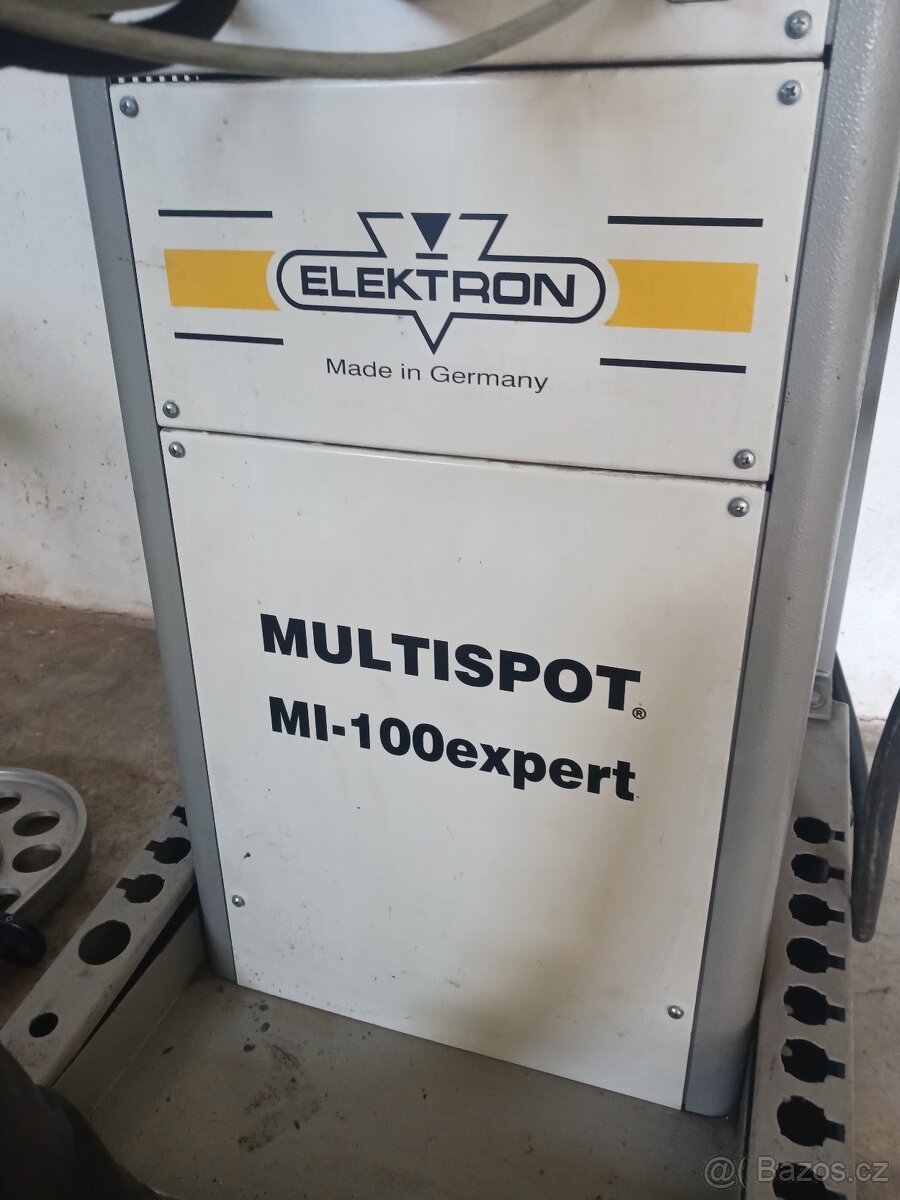 ELEKTRON
Made in Germany
MULTISPOT®
MI-100expert
@( Bazos.cz